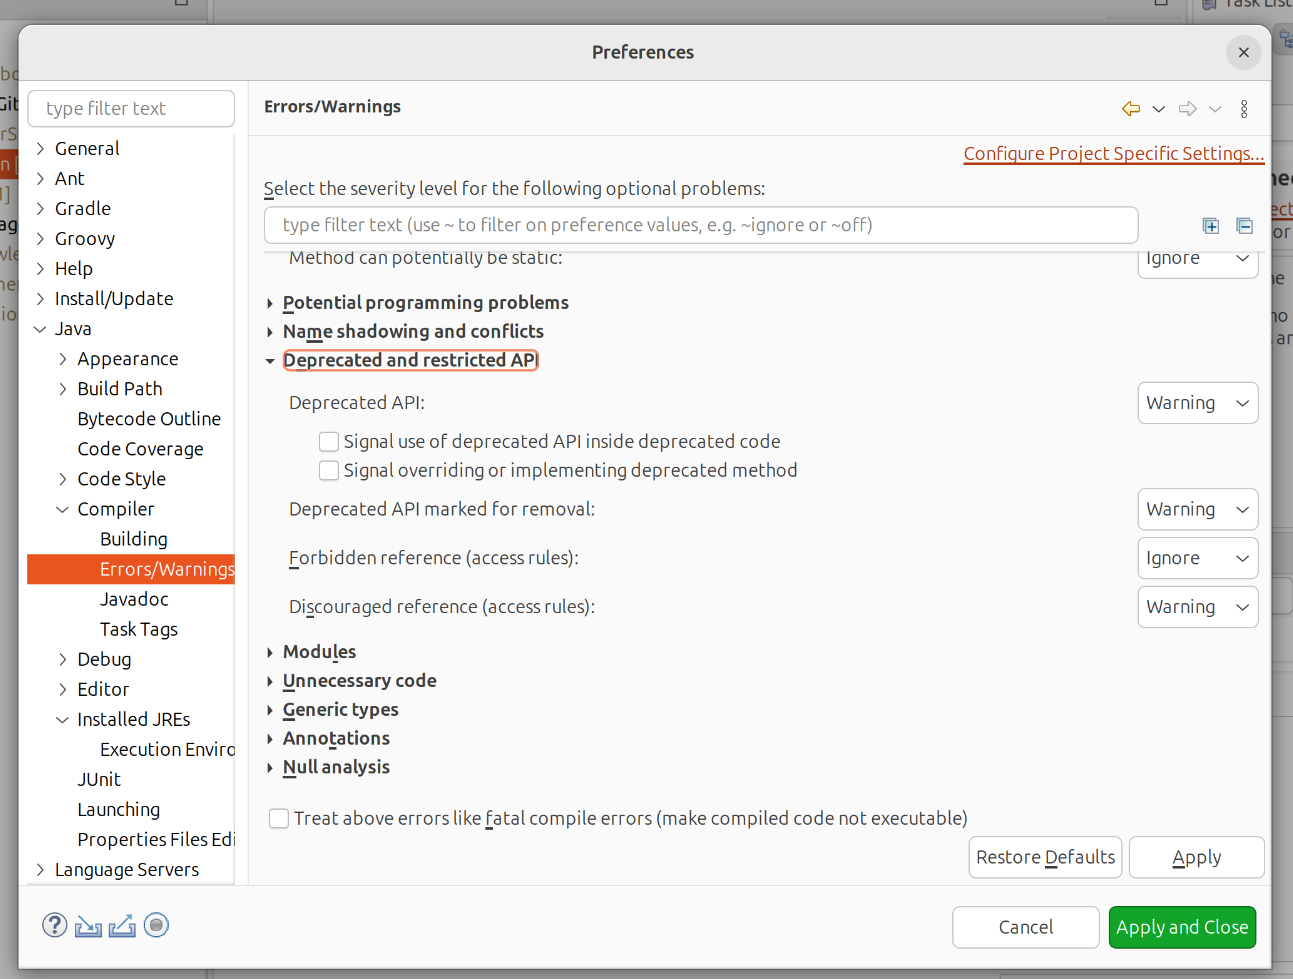 Task List
Preferences
type filter text
General
Ant
Gradle
Groovy
Help
Install/Update
Java
Appearance
Build Path
Bytecode Outline
Code Coverage
Code Style
Compiler
Building
Errors/Warnings
Javadoc
Task Tags
Debug
Editor
Installed JREs
Execution Enviro
JUnit
Launching
Properties Files Edi
Language Servers
Errors/Warnings
Configure Project Specific Settings...
Select the severity level for the following optional problems:
type filter text (use ~ to filter on preference values, e.g. ~ignore or ~off)
Method can potentially be static: Ignore
Potential programming problems
Name shadowing and conflicts
Deprecated and restricted API
Deprecated API: Warning
Signal use of deprecated API inside deprecated code
Signal overriding or implementing deprecated method
Deprecated API marked for removal: Warning
Forbidden reference (access rules): Ignore
Discouraged reference (access rules): Warning
Modules
Unnecessary code
Generic types
Annotations
Null analysis
Treat above errors like fatal compile errors (make compiled code not executable)
Restore Defaults Apply
Cancel Apply and Close